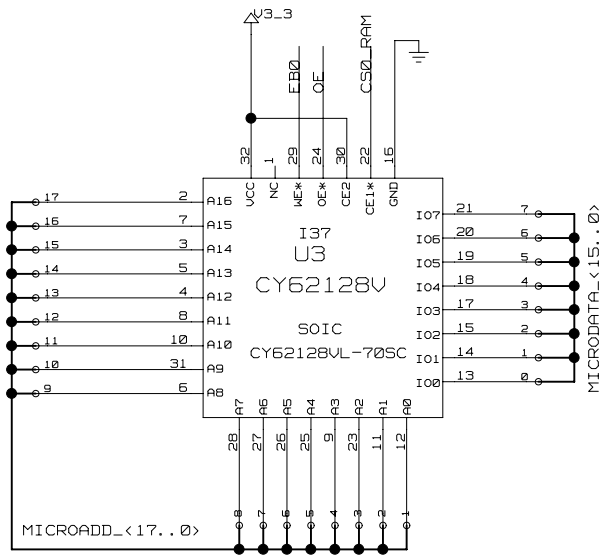 V3_3
EB0
OE
CS0_RAM
32
1
29
24
30
22
16
VCC
NC
WE*
OE*
CE2
CE1*
GND
17 2 A16
16 7 A15
15 3 A14
14 5 A13
13 4 A12
12 8 A11
11 10 A10
10 31 A9
9 6 A8
I37
U3
CY62128V
SOIC
CY62128VL-70SC
IO7 21 7
IO6 20 6
IO5 19 5
IO4 18 4
IO3 17 3
IO2 15 2
IO1 14 1
IO0 13 0
MICRODATA_<15..0>
A7
A6
A5
A4
A3
A2
A1
A0
28
27
26
25
9
23
11
12
8
7
6
5
4
3
2
1
MICROADD_<17..0>